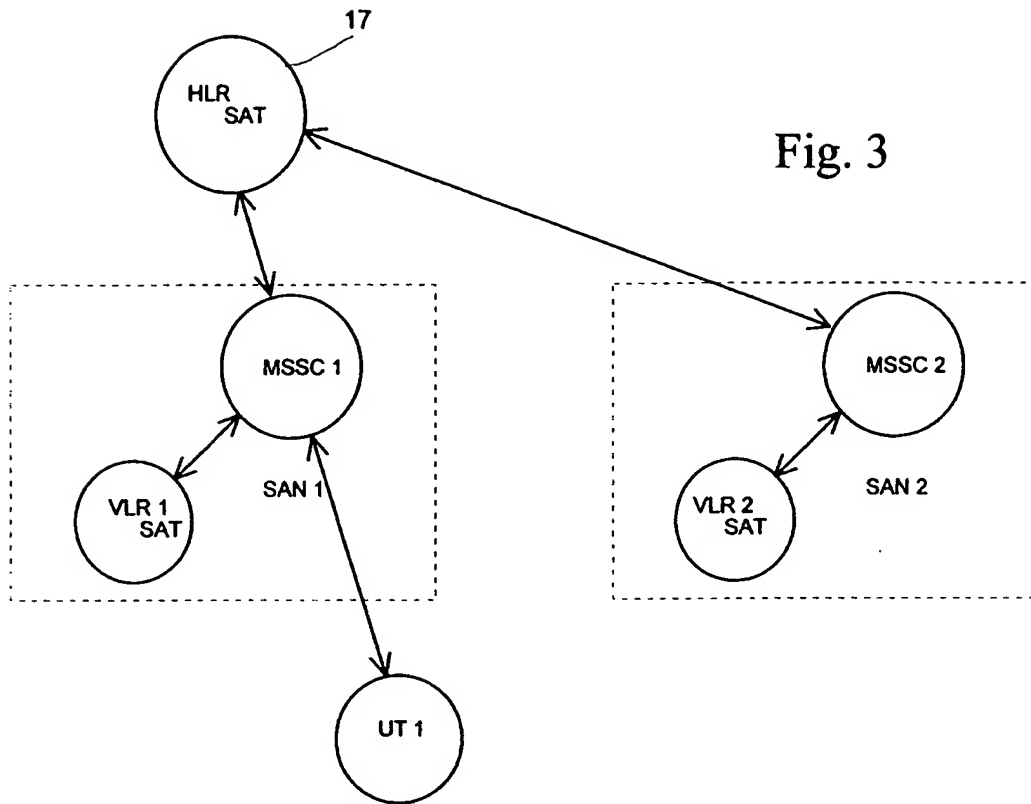 17
HLR
SAT
Fig. 3
MSSC 1
MSSC 2
SAN 1
SAN 2
VLR 1
SAT
VLR 2
SAT
UT 1